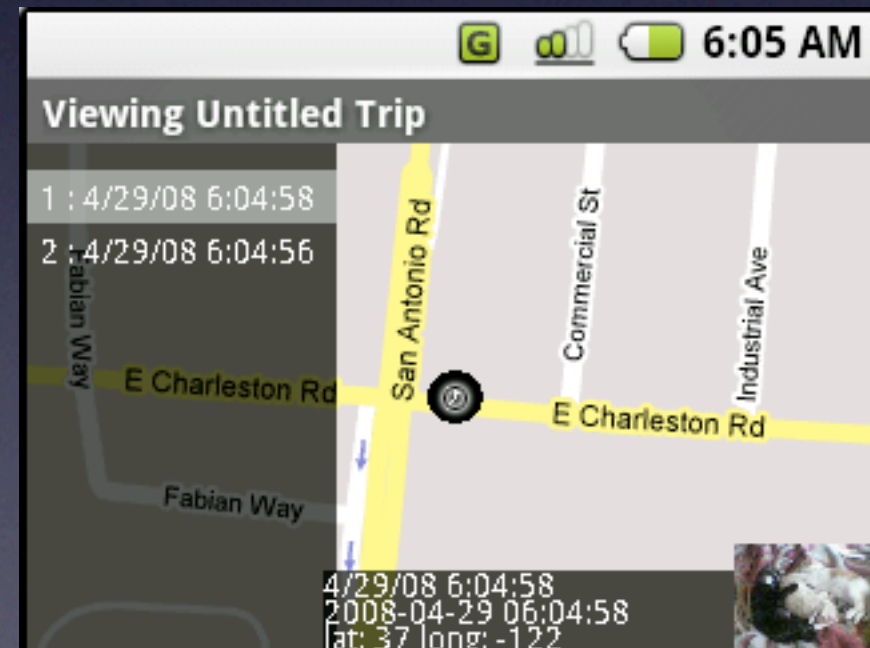 G 6:05 AM
Viewing Untitled Trip
1 : 4/29/08 6:04:58
2 : 4/29/08 6:04:56
Fabian Way
San Antonio Rd
Commercial St
Industrial Ave
E Charleston Rd
E Charleston Rd
Fabian Way
4/29/08 6:04:58
2008-04-29 06:04:58
lat: 37 long: -122